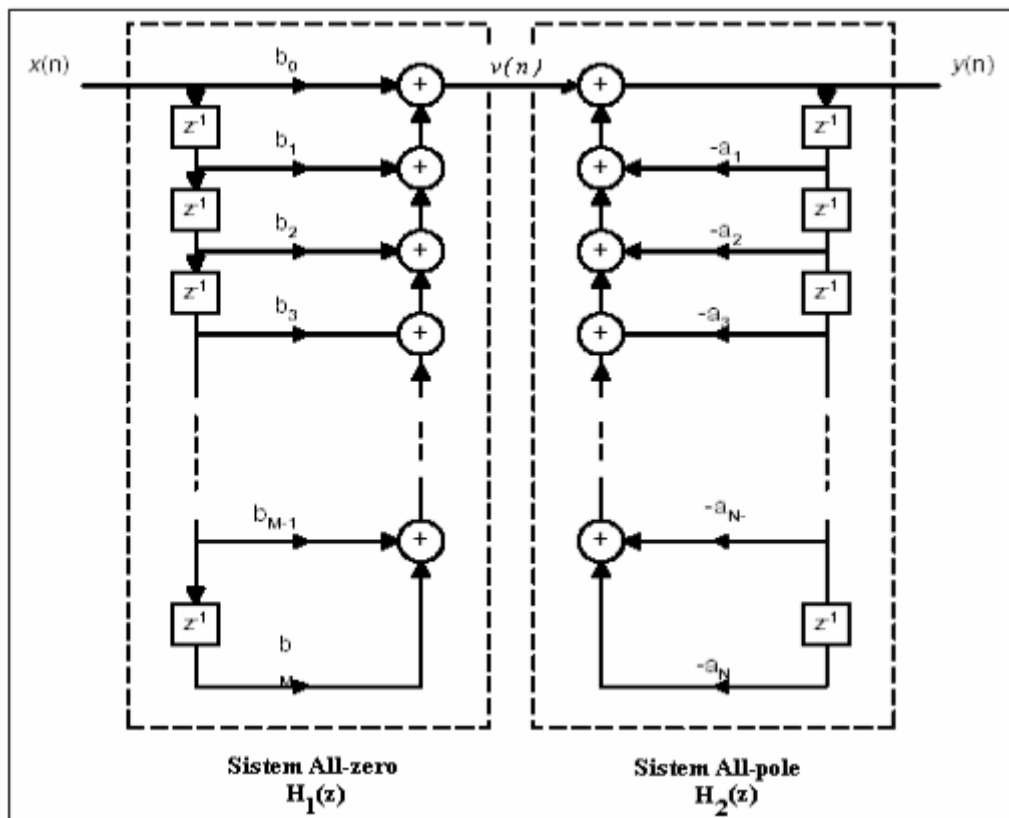 x(n) b0 v(n) y(n)
z-1 z-1
b1 -a1
z-1 z-1
b2 -a2
z-1 z-1
b3 -a3
bM-1 -aN-
z-1 z-1
b -aN
M
Sistem All-zero Sistem All-pole
H1(z) H2(z)